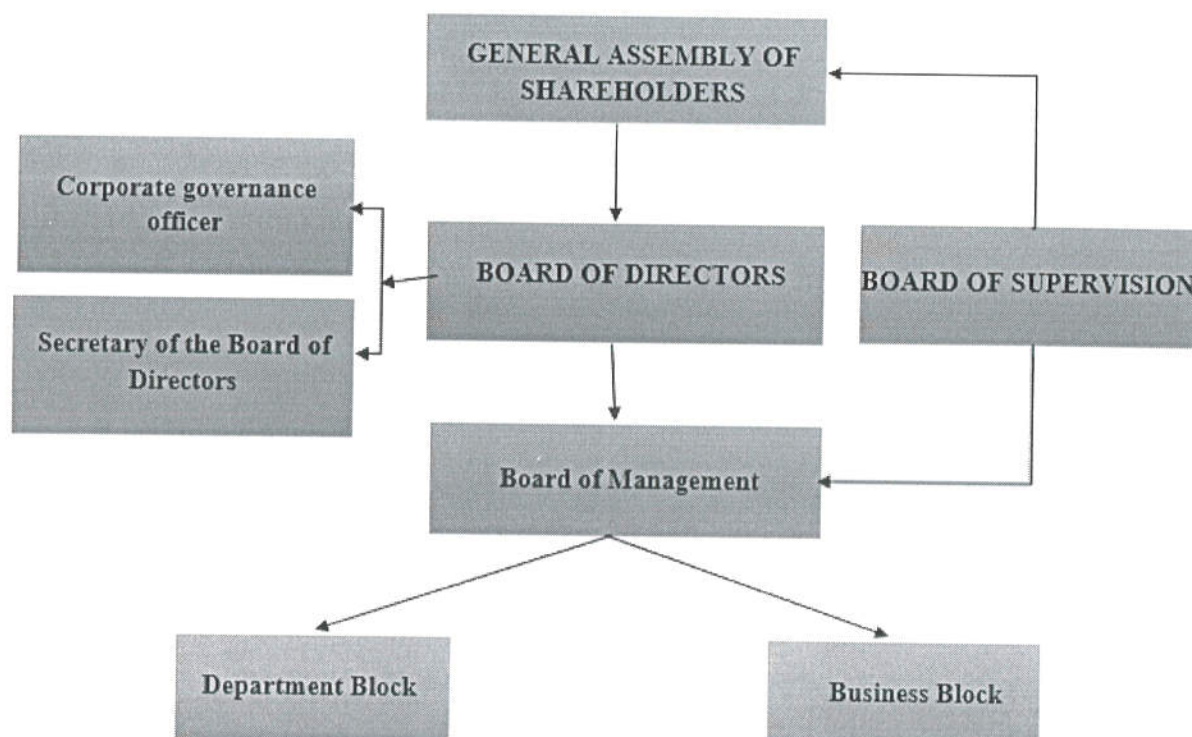 GENERAL ASSEMBLY OF
SHAREHOLDERS
Corporate governance
officer
BOARD OF DIRECTORS
BOARD OF SUPERVISION
Secretary of the Board of
Directors
Board of Management
Department Block
Business Block